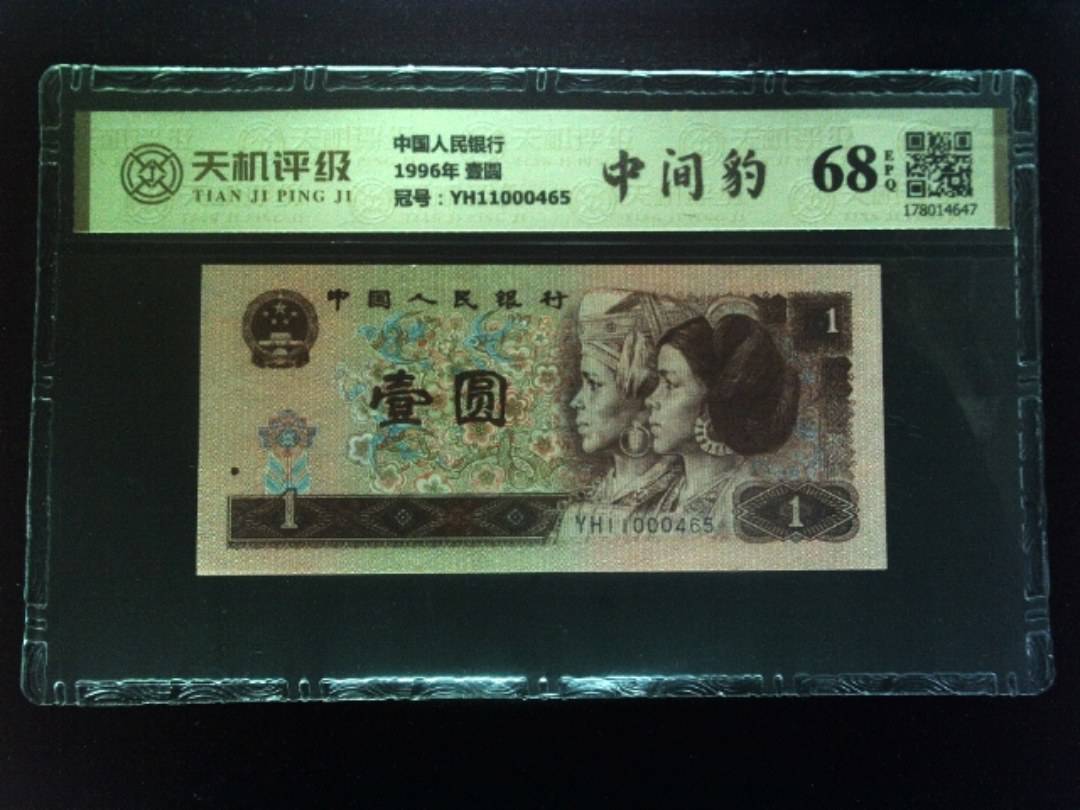 天机评级
TIAN JI PING JI
中国人民银行
1996年 壹圆
冠号：YH11000465
中间豹
68
EPQ
178014647
中国人民银行
1
壹圆
1
YH11000465
1